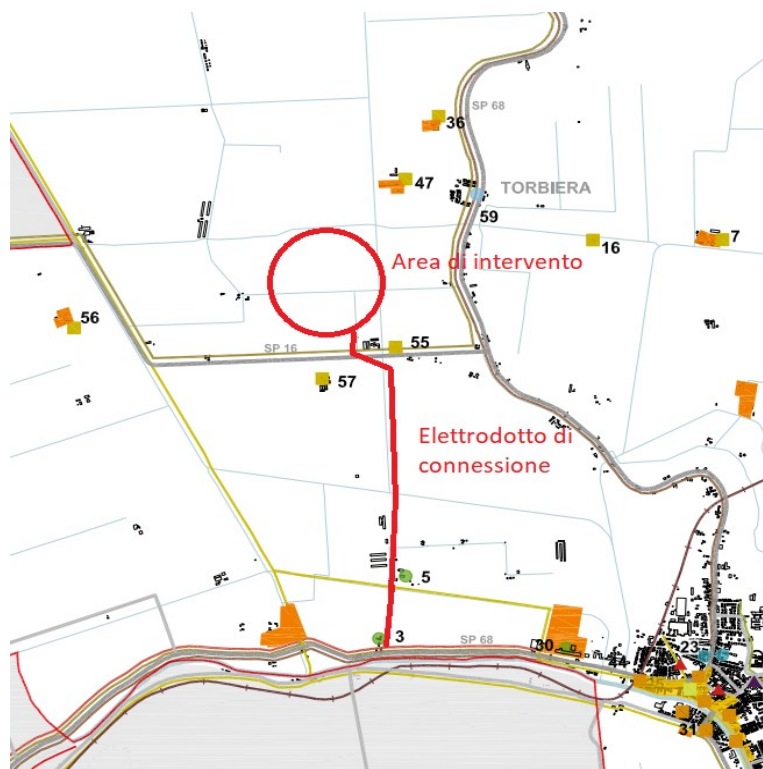 SP 68
36
47
TORBIERA
59
16
7
Area di intervento
56
SP 16
55
57
Elettrodotto di
connessione
5
3
SP 68
30
23
31